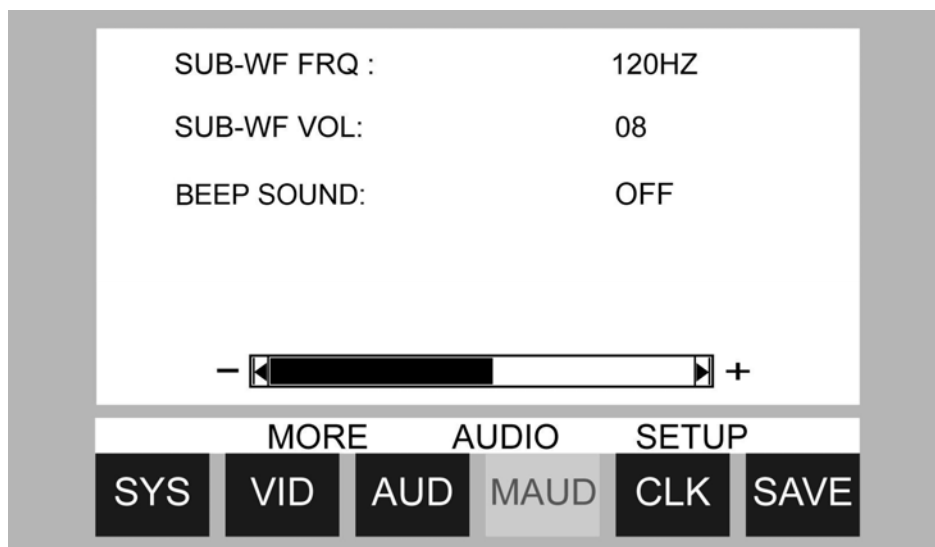 SUB-WF FRQ : 120HZ
SUB-WF VOL: 08
BEEP SOUND: OFF
− +
MORE AUDIO SETUP
SYS VID AUD MAUD CLK SAVE